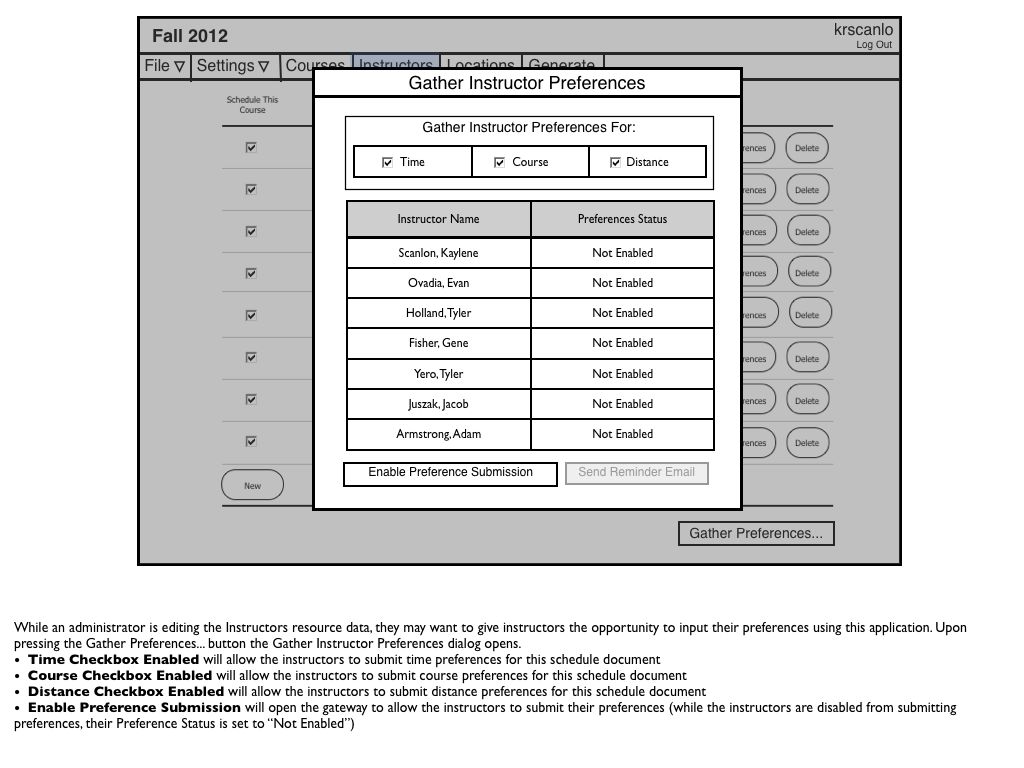 Fall 2012
krscanlo
Log Out
File ▽ Settings ▽ Courses Instructors Locations Generate
Gather Instructor Preferences
Schedule This
Course
Gather Instructor Preferences For:
Time Course Distance
Instructor Name Preferences Status
Scanlon, Kaylene Not Enabled
Ovadia, Evan Not Enabled
Holland, Tyler Not Enabled
Fisher, Gene Not Enabled
Yero, Tyler Not Enabled
Juszak, Jacob Not Enabled
Armstrong, Adam Not Enabled
rences Delete
rences Delete
rences Delete
rences Delete
rences Delete
rences Delete
rences Delete
rences Delete
Enable Preference Submission Send Reminder Email
New
Gather Preferences...
While an administrator is editing the Instructors resource data, they may want to give instructors the opportunity to input their preferences using this application. Upon
pressing the Gather Preferences... button the Gather Instructor Preferences dialog opens.
• Time Checkbox Enabled will allow the instructors to submit time preferences for this schedule document
• Course Checkbox Enabled will allow the instructors to submit course preferences for this schedule document
• Distance Checkbox Enabled will allow the instructors to submit distance preferences for this schedule document
• Enable Preference Submission will open the gateway to allow the instructors to submit their preferences (while the instructors are disabled from submitting
preferences, their Preference Status is set to “Not Enabled”)